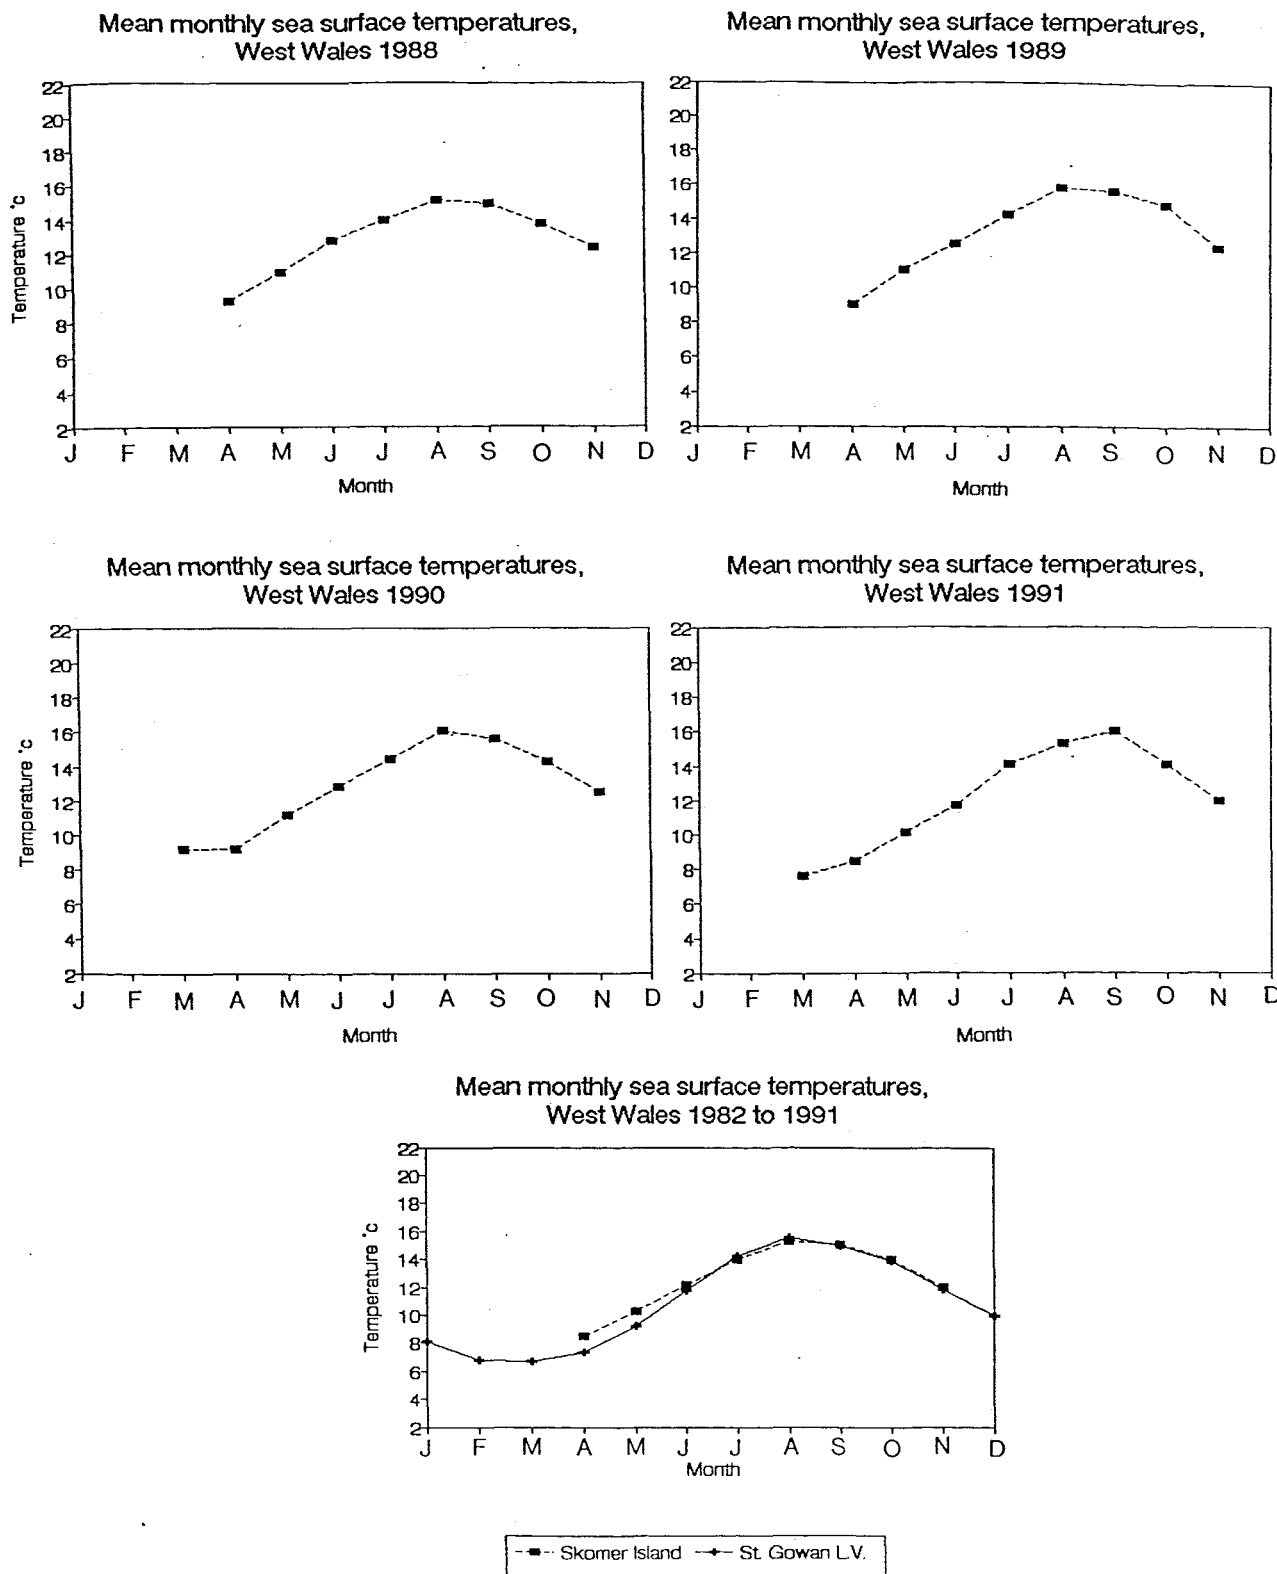 Mean monthly sea surface temperatures,
West Wales 1988
22
20
18
16
14
12
10
8
6
4
2
Temperature °c
J F M A M J J A S O N D
Month
Mean monthly sea surface temperatures,
West Wales 1989
22
20
18
16
14
12
10
8
6
4
2
J F M A M J J A S O N D
Month
Mean monthly sea surface temperatures,
West Wales 1990
22
20
18
16
14
12
10
8
6
4
2
Temperature °c
J F M A M J J A S O N D
Month
Mean monthly sea surface temperatures,
West Wales 1991
22
20
18
16
14
12
10
8
6
4
2
J F M A M J J A S O N D
Month
Mean monthly sea surface temperatures,
West Wales 1982 to 1991
22
20
18
16
14
12
10
8
6
4
2
Temperature °c
J F M A M J J A S O N D
Month
Skomer Island St. Gowan L.V.